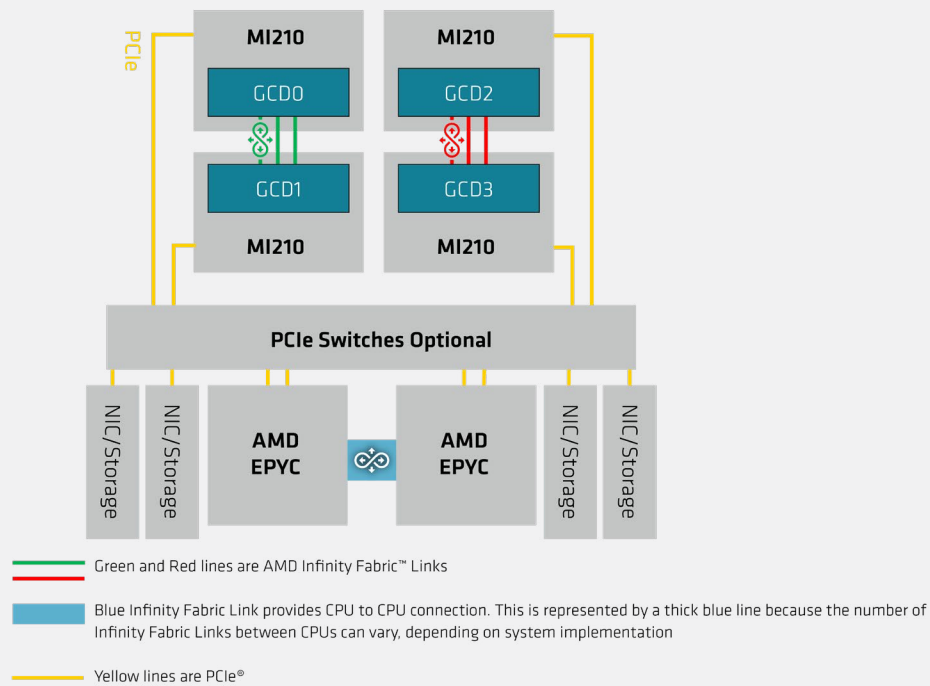 PCIe
MI210
MI210
GCD0
GCD2
GCD1
GCD3
MI210
MI210
PCIe Switches Optional
NIC/Storage
NIC/Storage
AMD
EPYC
AMD
EPYC
NIC/Storage
NIC/Storage
Green and Red lines are AMD Infinity Fabric™ Links
Blue Infinity Fabric Link provides CPU to CPU connection. This is represented by a thick blue line because the number of
Infinity Fabric Links between CPUs can vary, depending on system implementation
Yellow lines are PCIe®